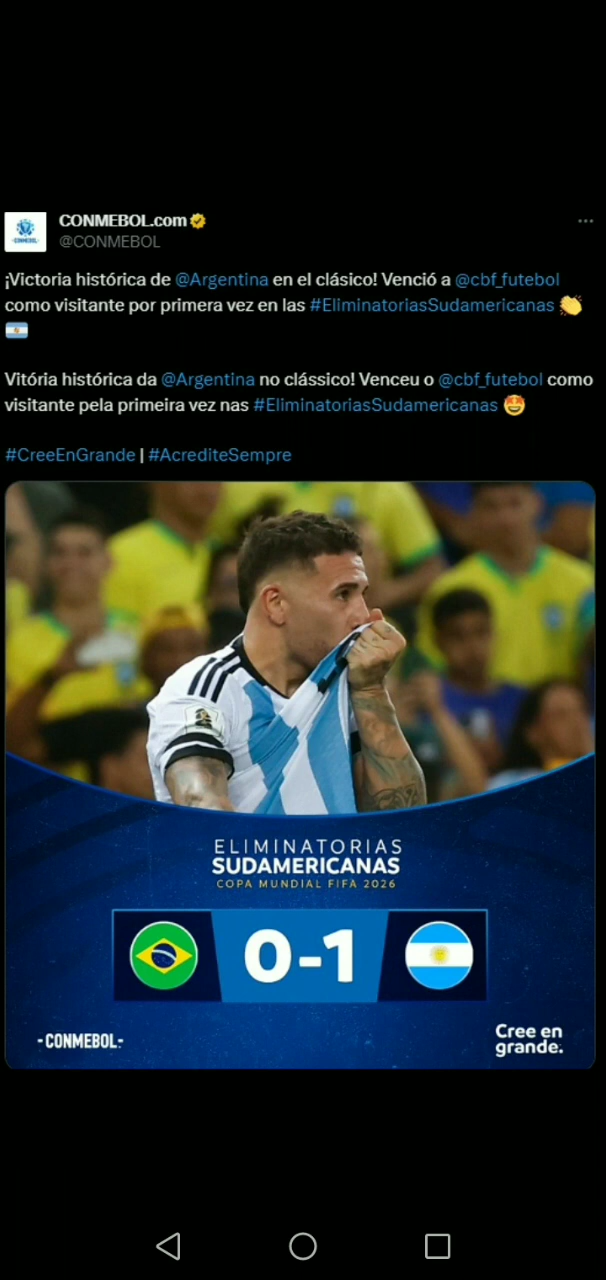 CONMEBOL.com
@CONMEBOL
¡Victoria histórica de @Argentina en el clásico! Venció a @cbf_futebol
como visitante por primera vez en las #EliminatoriasSudamericanas 👏
🇦🇷
Vitória histórica da @Argentina no clássico! Venceu o @cbf_futebol como
visitante pela primeira vez nas #EliminatoriasSudamericanas 🤩
#CreeEnGrande | #AcrediteSempre
ELIMINATORIAS
SUDAMERICANAS
COPA MUNDIAL FIFA 2026
0-1
-CONMEBOL-
Cree en
grande.